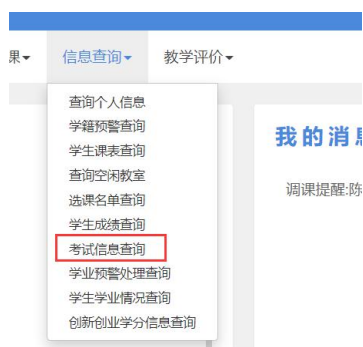 课 信息查询 教学评价
查询个人信息
学籍预警查询
学生课表查询
查询空闲教室
选课名单查询
学生成绩查询
考试信息查询
学业预警处理查询
学生学业情况查询
创新创业学分信息查询
我的消息
调课提醒:陈